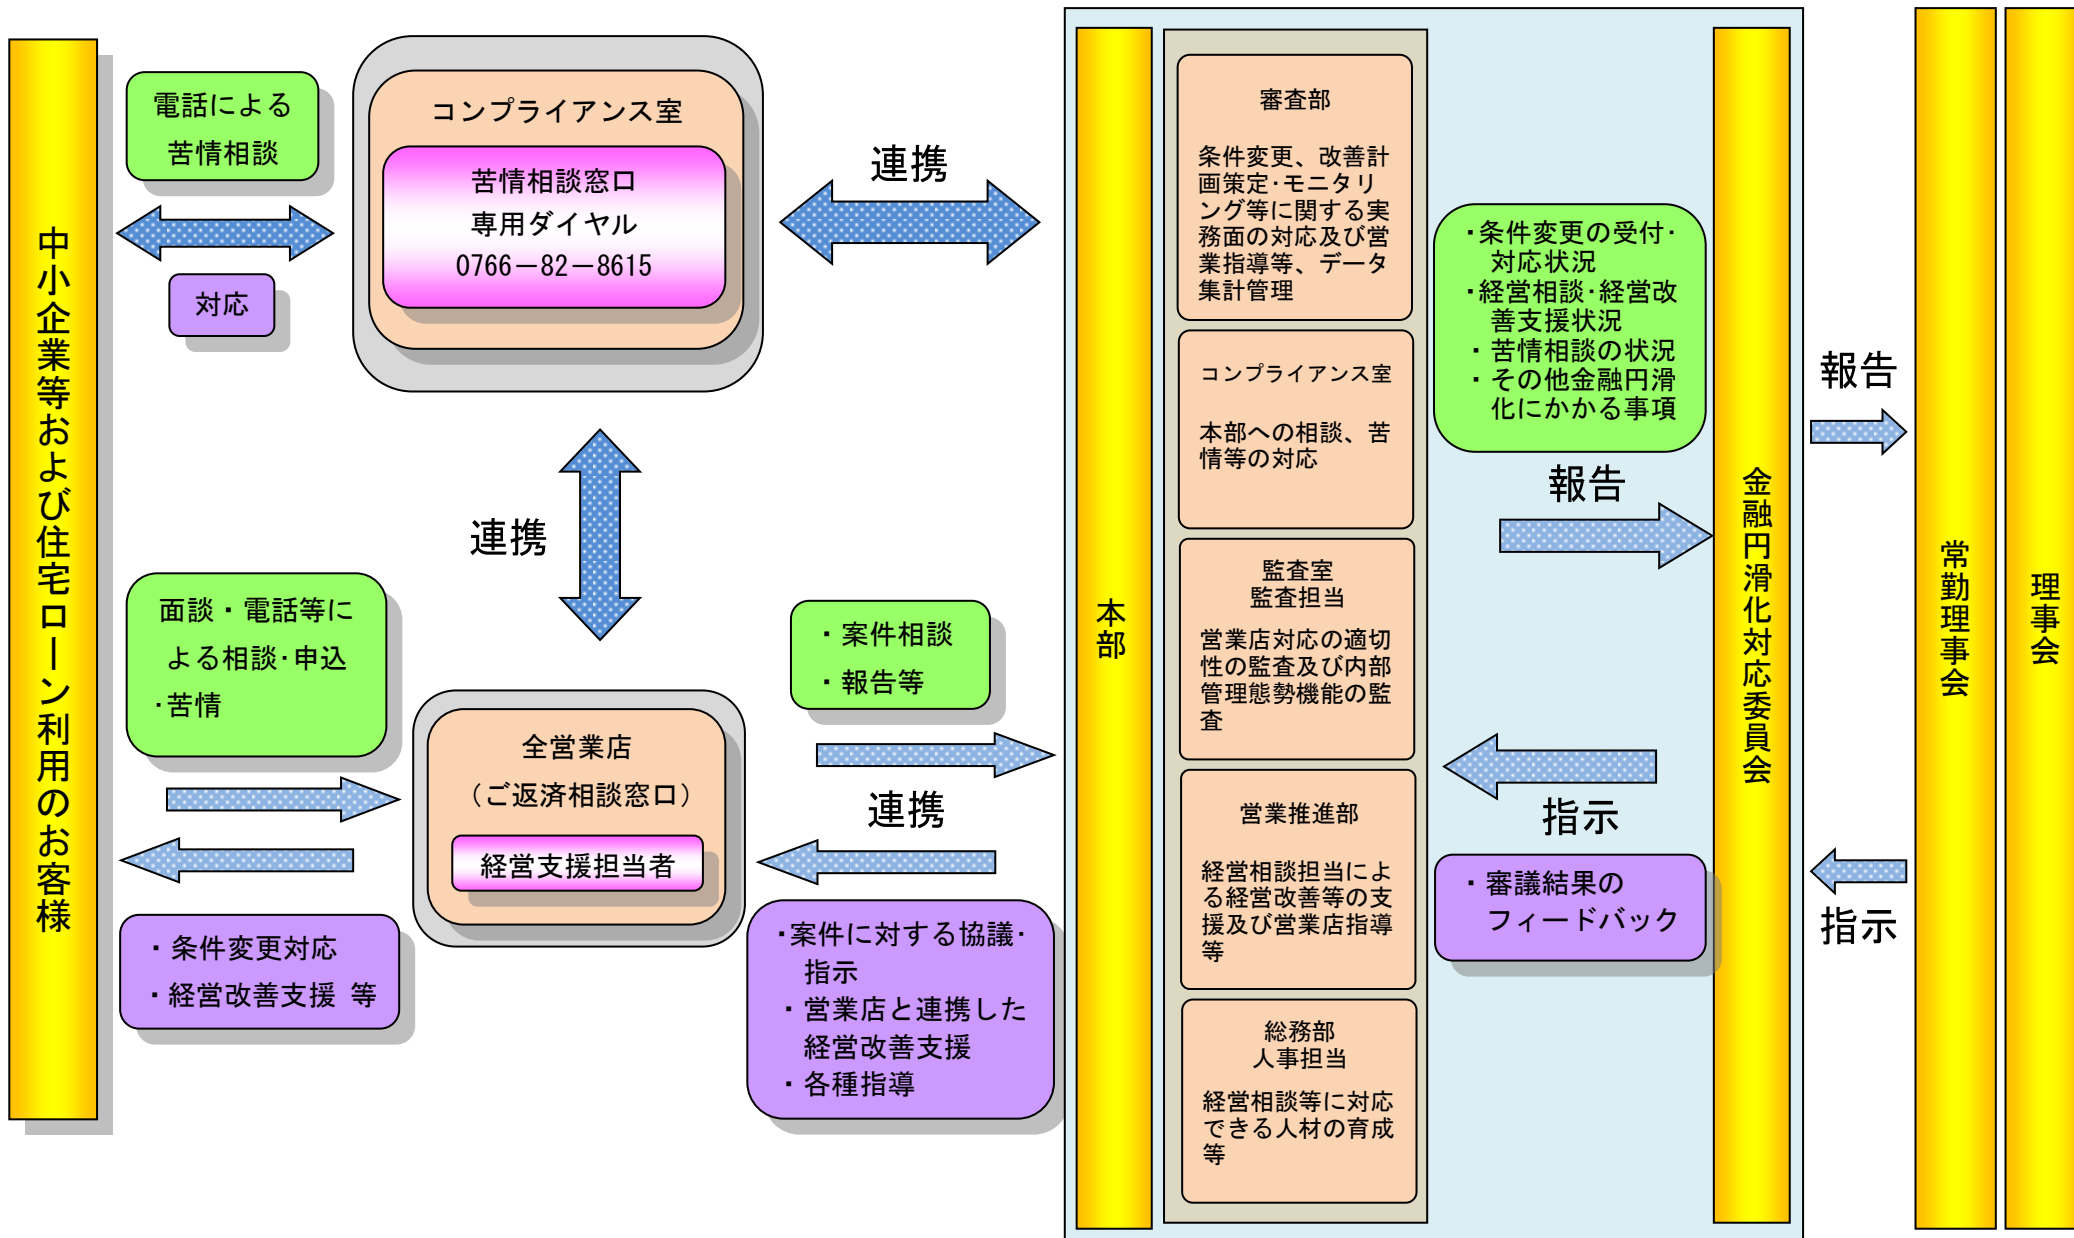 中小企業等および住宅ローン利用のお客様
電話による
苦情相談
対応
コンプライアンス室
苦情相談窓口
専用ダイヤル
0766－82－8615
連携
連携
面談・電話等に
よる相談･申込
･苦情
・条件変更対応
・経営改善支援 等
全営業店
（ご返済相談窓口）
経営支援担当者
・案件相談
・報告等
連携
･案件に対する協議･
指示
・営業店と連携した
経営改善支援
・各種指導
本部
審査部
条件変更、改善計
画策定･モニタリ
ング等に関する実
務面の対応及び営
業指導等、データ
集計管理
コンプライアンス室
本部への相談、苦
情等の対応
監査室
監査担当
営業店対応の適切
性の監査及び内部
管理態勢機能の監
査
営業推進部
経営相談担当によ
る経営改善等の支
援及び営業店指導
等
総務部
人事担当
経営相談等に対応
できる人材の育成
等
･条件変更の受付･
対応状況
･経営相談･経営改
善支援状況
・苦情相談の状況
・その他金融円滑
化にかかる事項
報告
指示
・審議結果の
フィードバック
金融円滑化対応委員会
報告
指示
常勤理事会
理事会